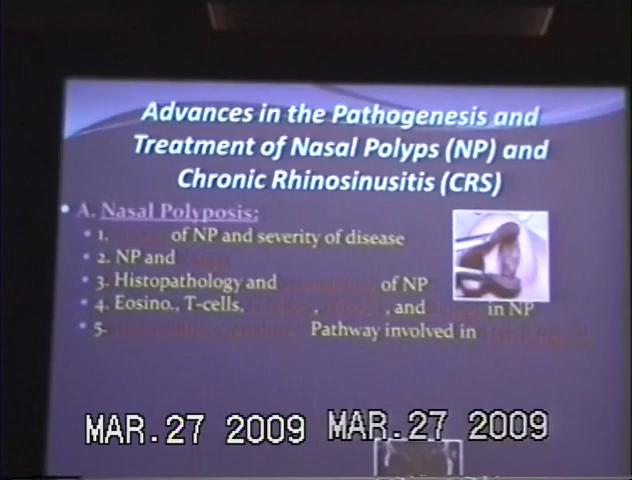 Advances in the Pathogenesis and
Treatment of Nasal Polyps (NP) and
Chronic Rhinosinusitis (CRS)
A. Nasal Polyposis:
1. of NP and severity of disease
2. NP and
3. Histopathology and of NP
4. Eosino., T-cells, , , and in NP
5. Pathway involved in
MAR.27 2009 MAR.27 2009